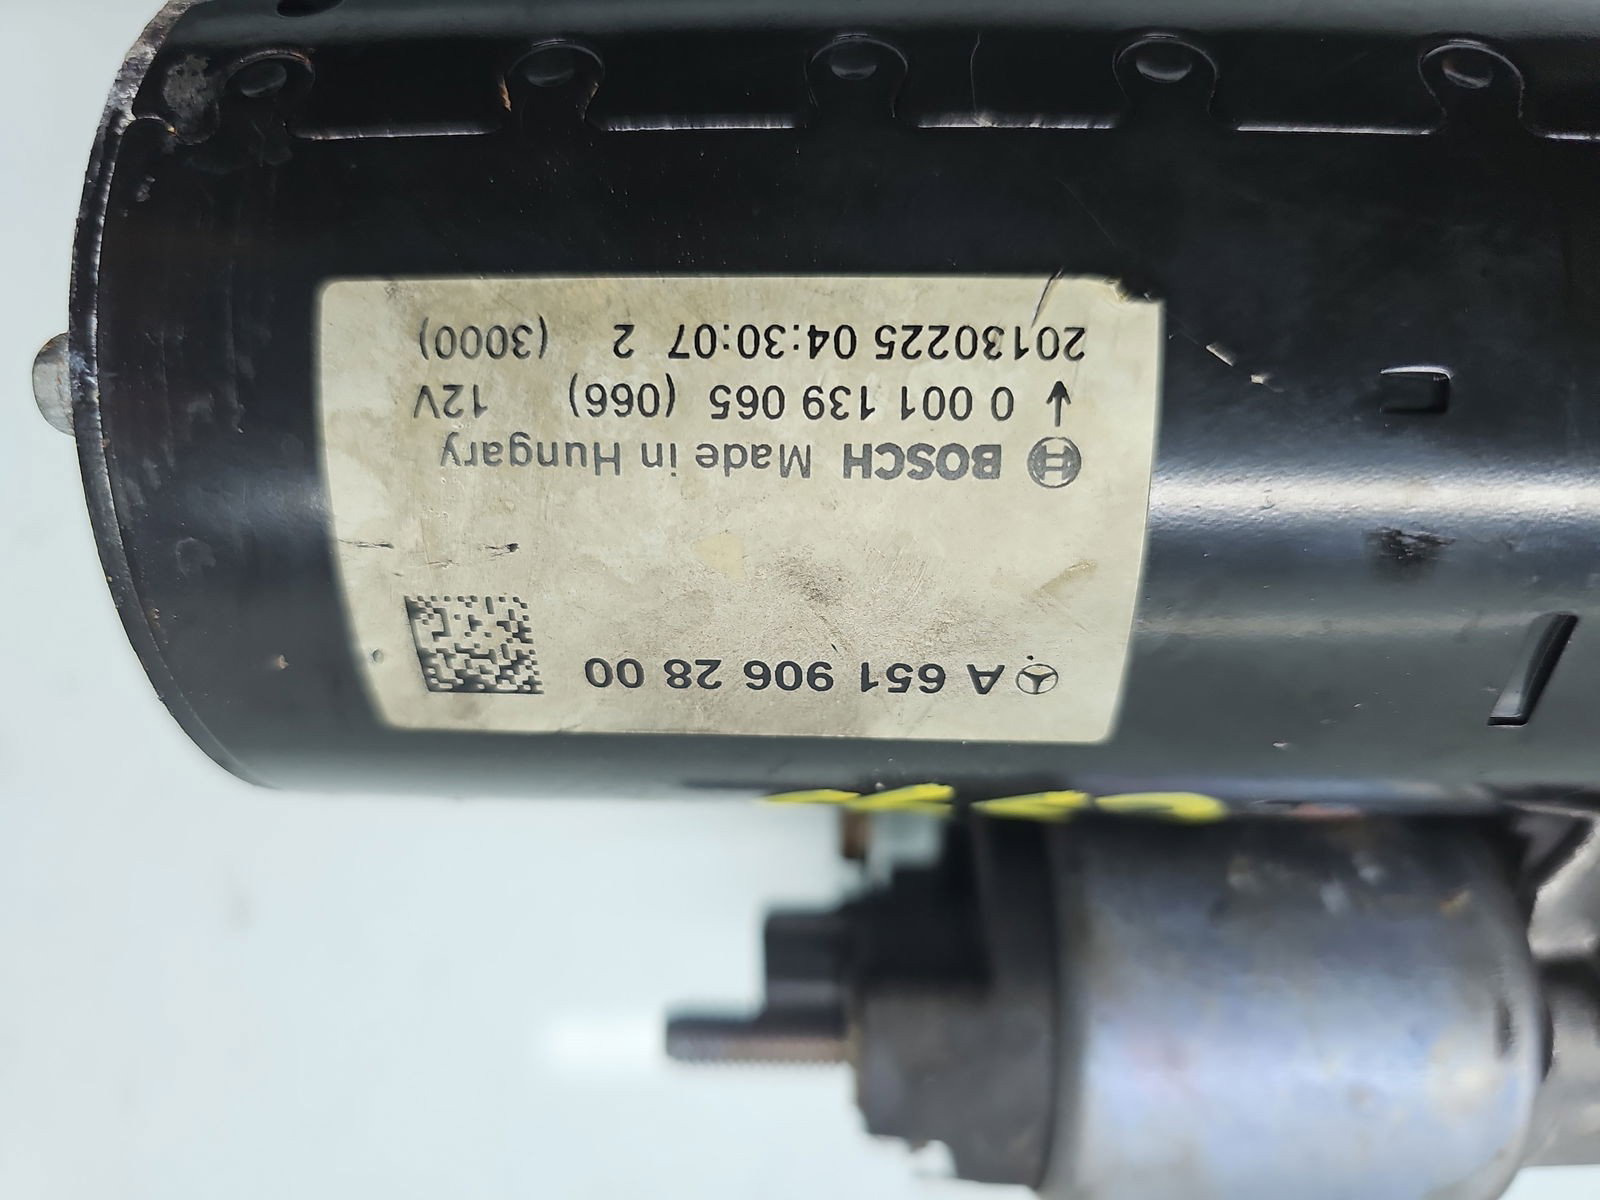 A 651 906 28 00
BOSCH Made in Hungary
0 001 139 065 (066) 12V
20130225 04:30:07 2 (3000)